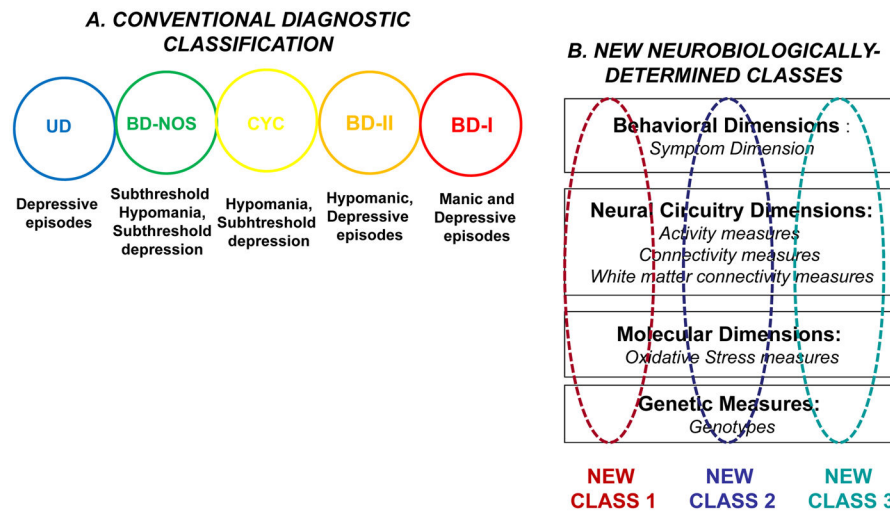 A. CONVENTIONAL DIAGNOSTIC
CLASSIFICATION
UD
BD-NOS
CYC
BD-II
BD-I
Depressive
episodes
Subthreshold
Hypomania,
Subthreshold
depression
Hypomania,
Subhtreshold
depression
Hypomanic,
Depressive
episodes
Manic and
Depressive
episodes
B. NEW NEUROBIOLOGICALLY-
DETERMINED CLASSES
Behavioral Dimensions :
Symptom Dimension
Neural Circuitry Dimensions:
Activity measures
Connectivity measures
White matter connectivity measures
Molecular Dimensions:
Oxidative Stress measures
Genetic Measures:
Genotypes
NEW
CLASS 1
NEW
CLASS 2
NEW
CLASS 3